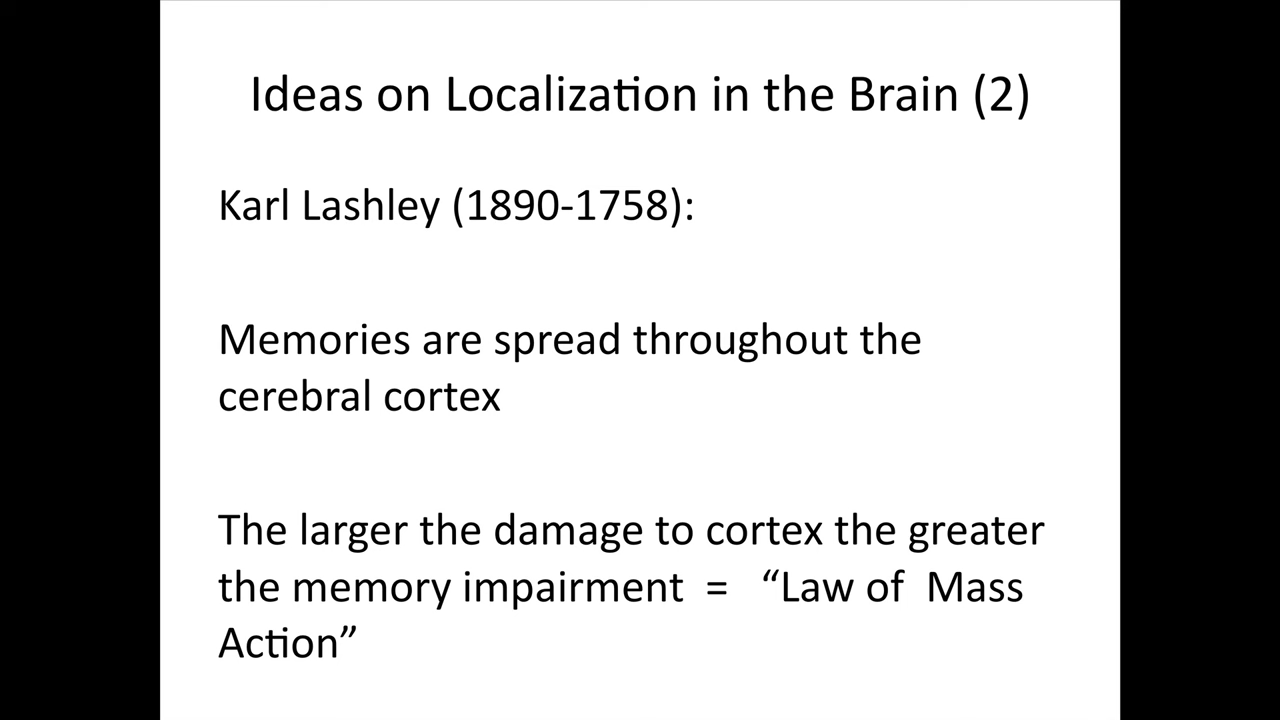 Ideas on Localization in the Brain (2)
Karl Lashley (1890-1758):
Memories are spread throughout the
cerebral cortex
The larger the damage to cortex the greater
the memory impairment = “Law of Mass
Action”